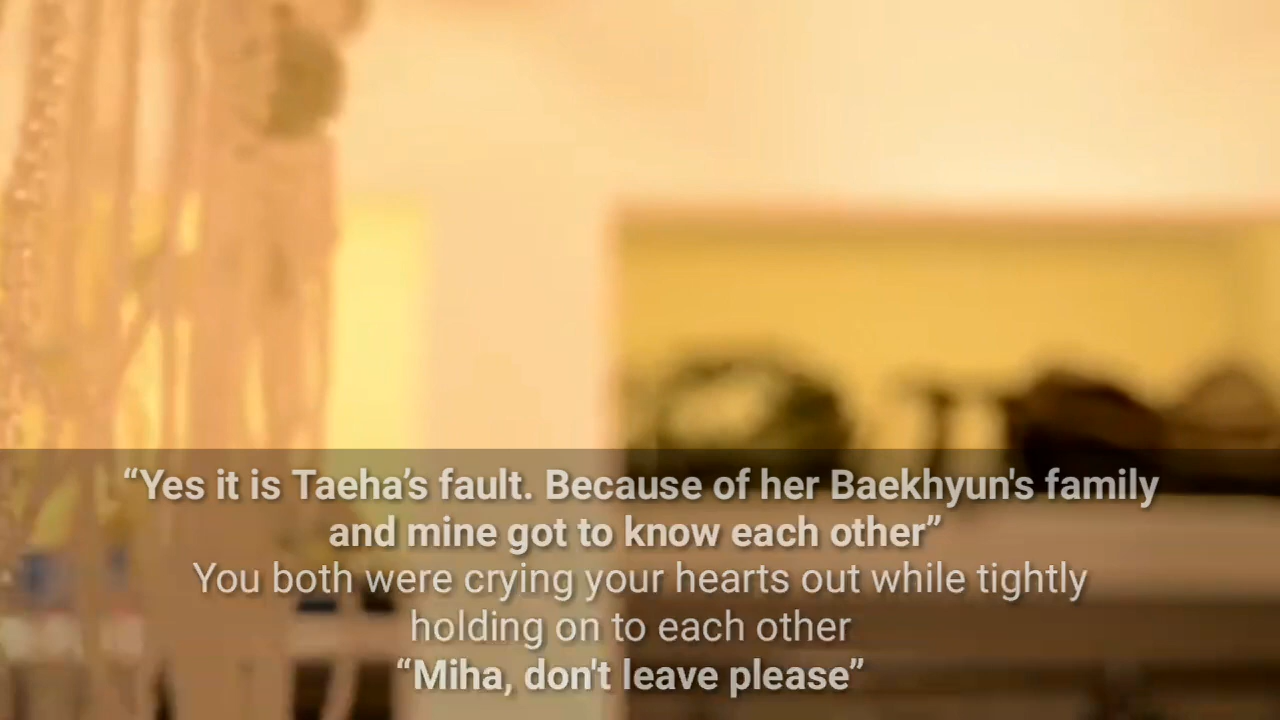 “Yes it is Taeha’s fault. Because of her Baekhyun's family
and mine got to know each other”
You both were crying your hearts out while tightly
holding on to each other
“Miha, don't leave please”